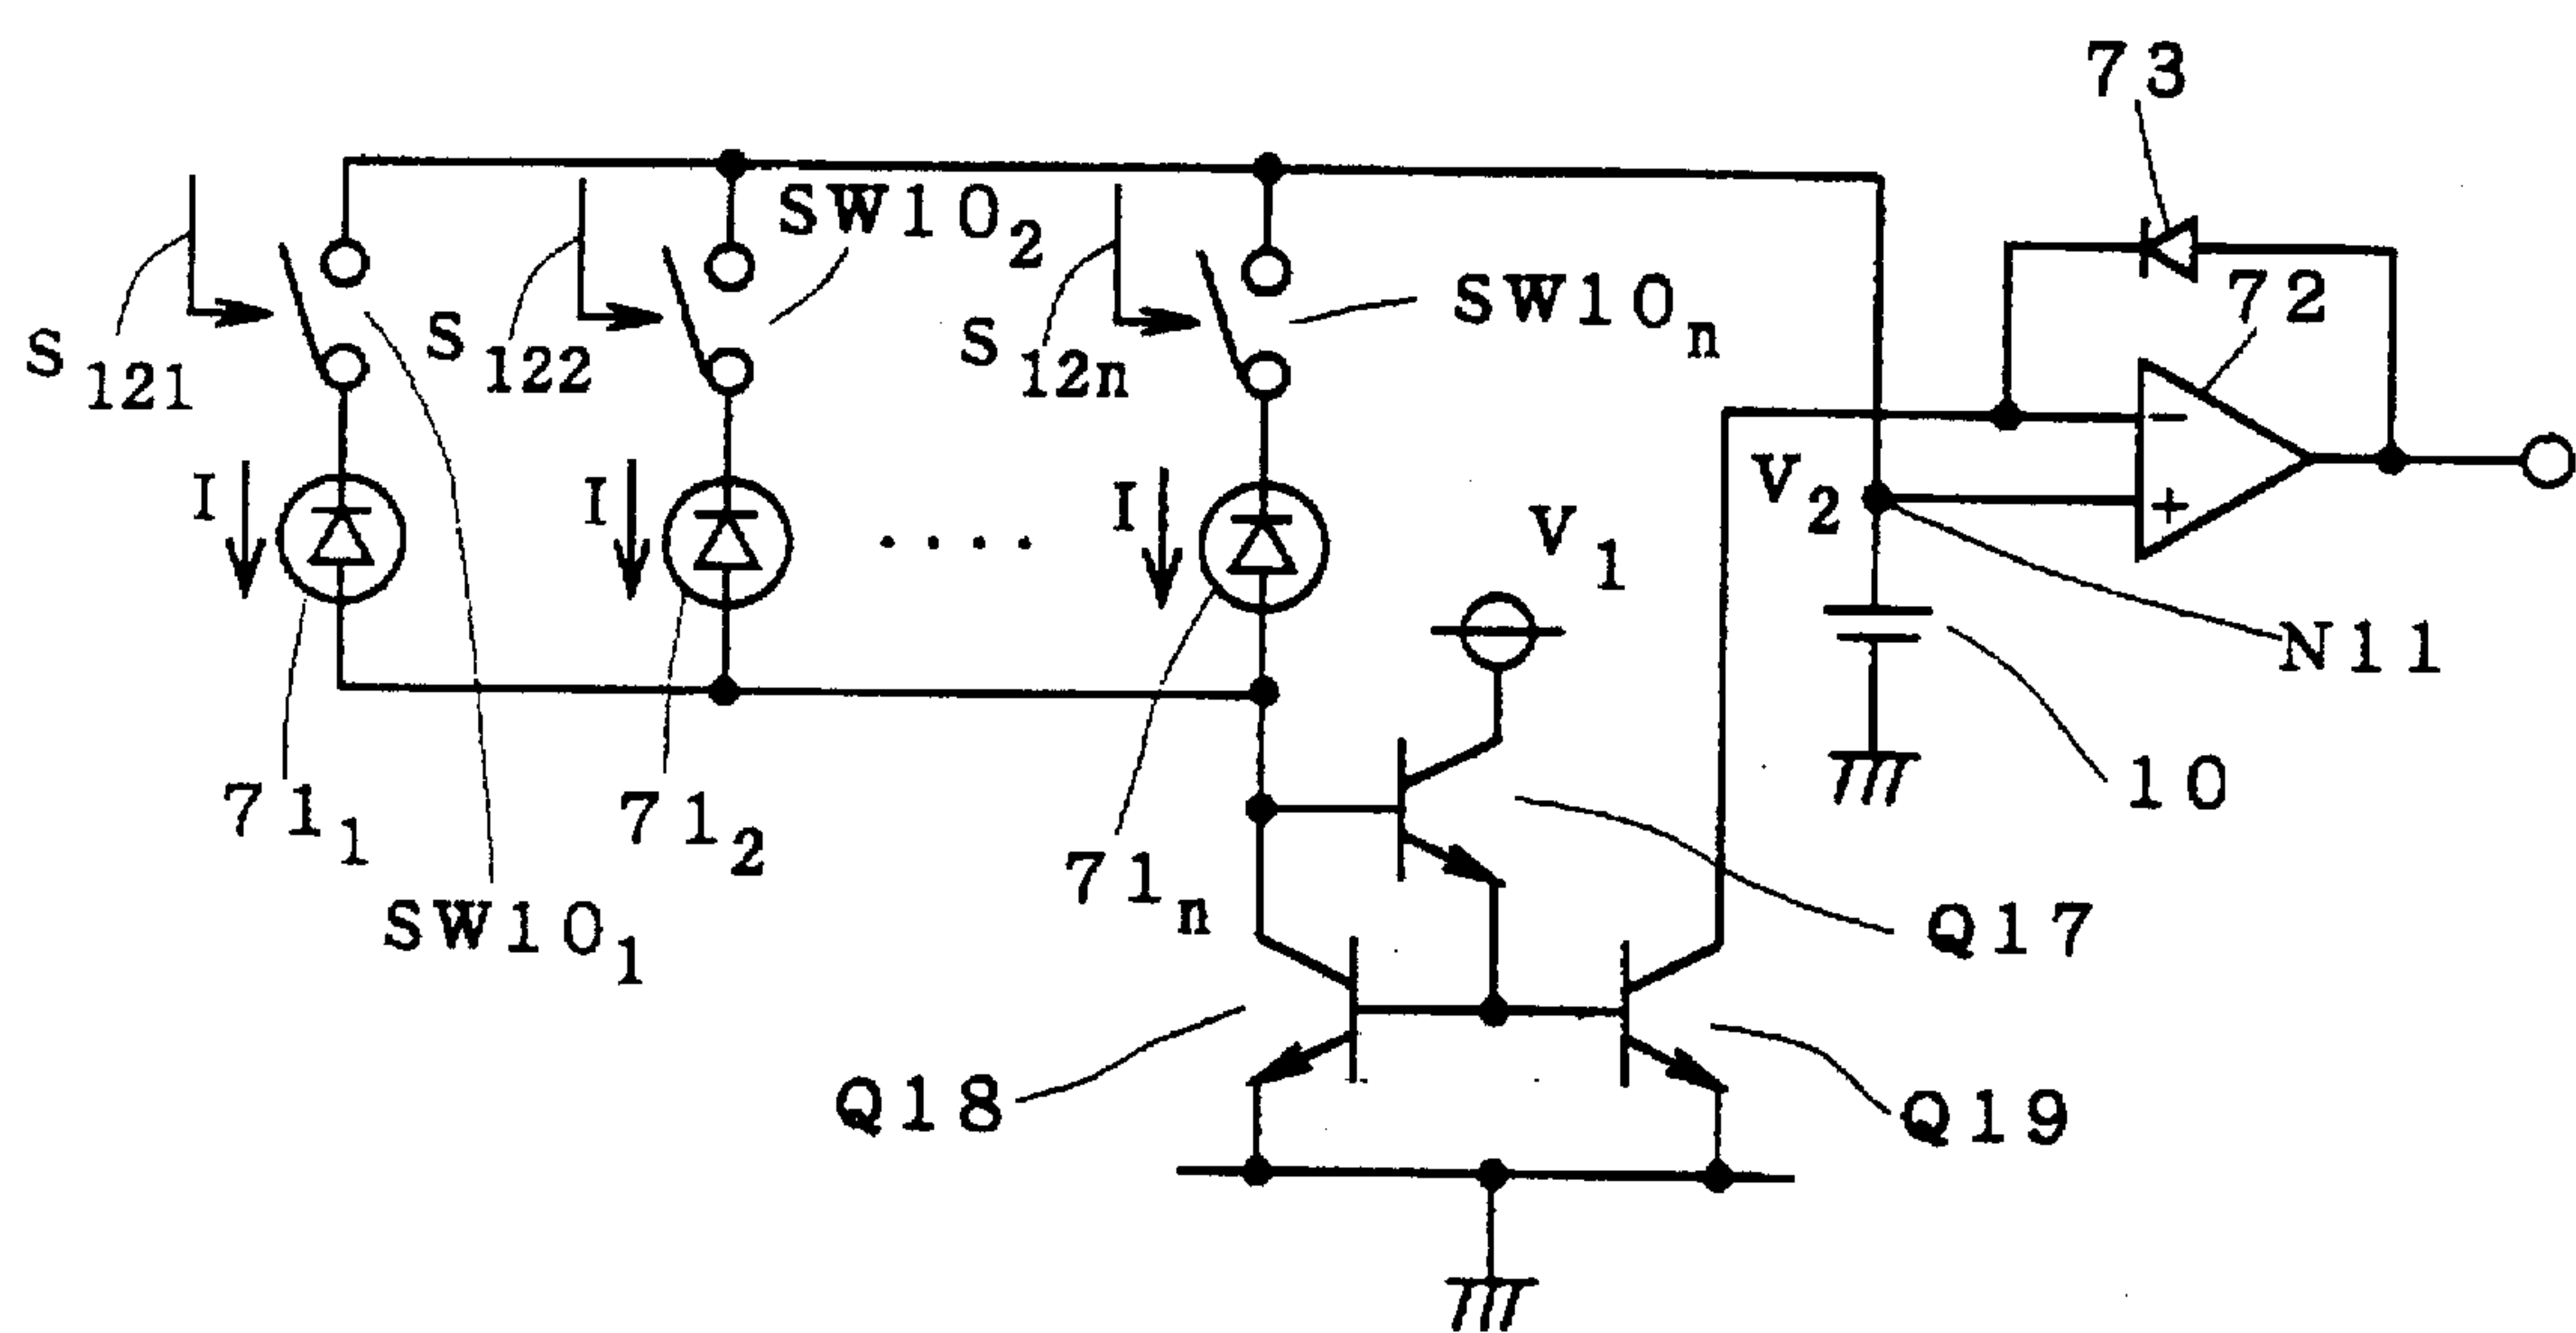 73
SW10₂
72
SW10ₙ
S₁₂₁
S₁₂₂
S₁₂ₙ
−
V₂
+
I
I
I
V₁
N11
10
71₁
71₂
71ₙ
SW10₁
Q17
Q18
Q19